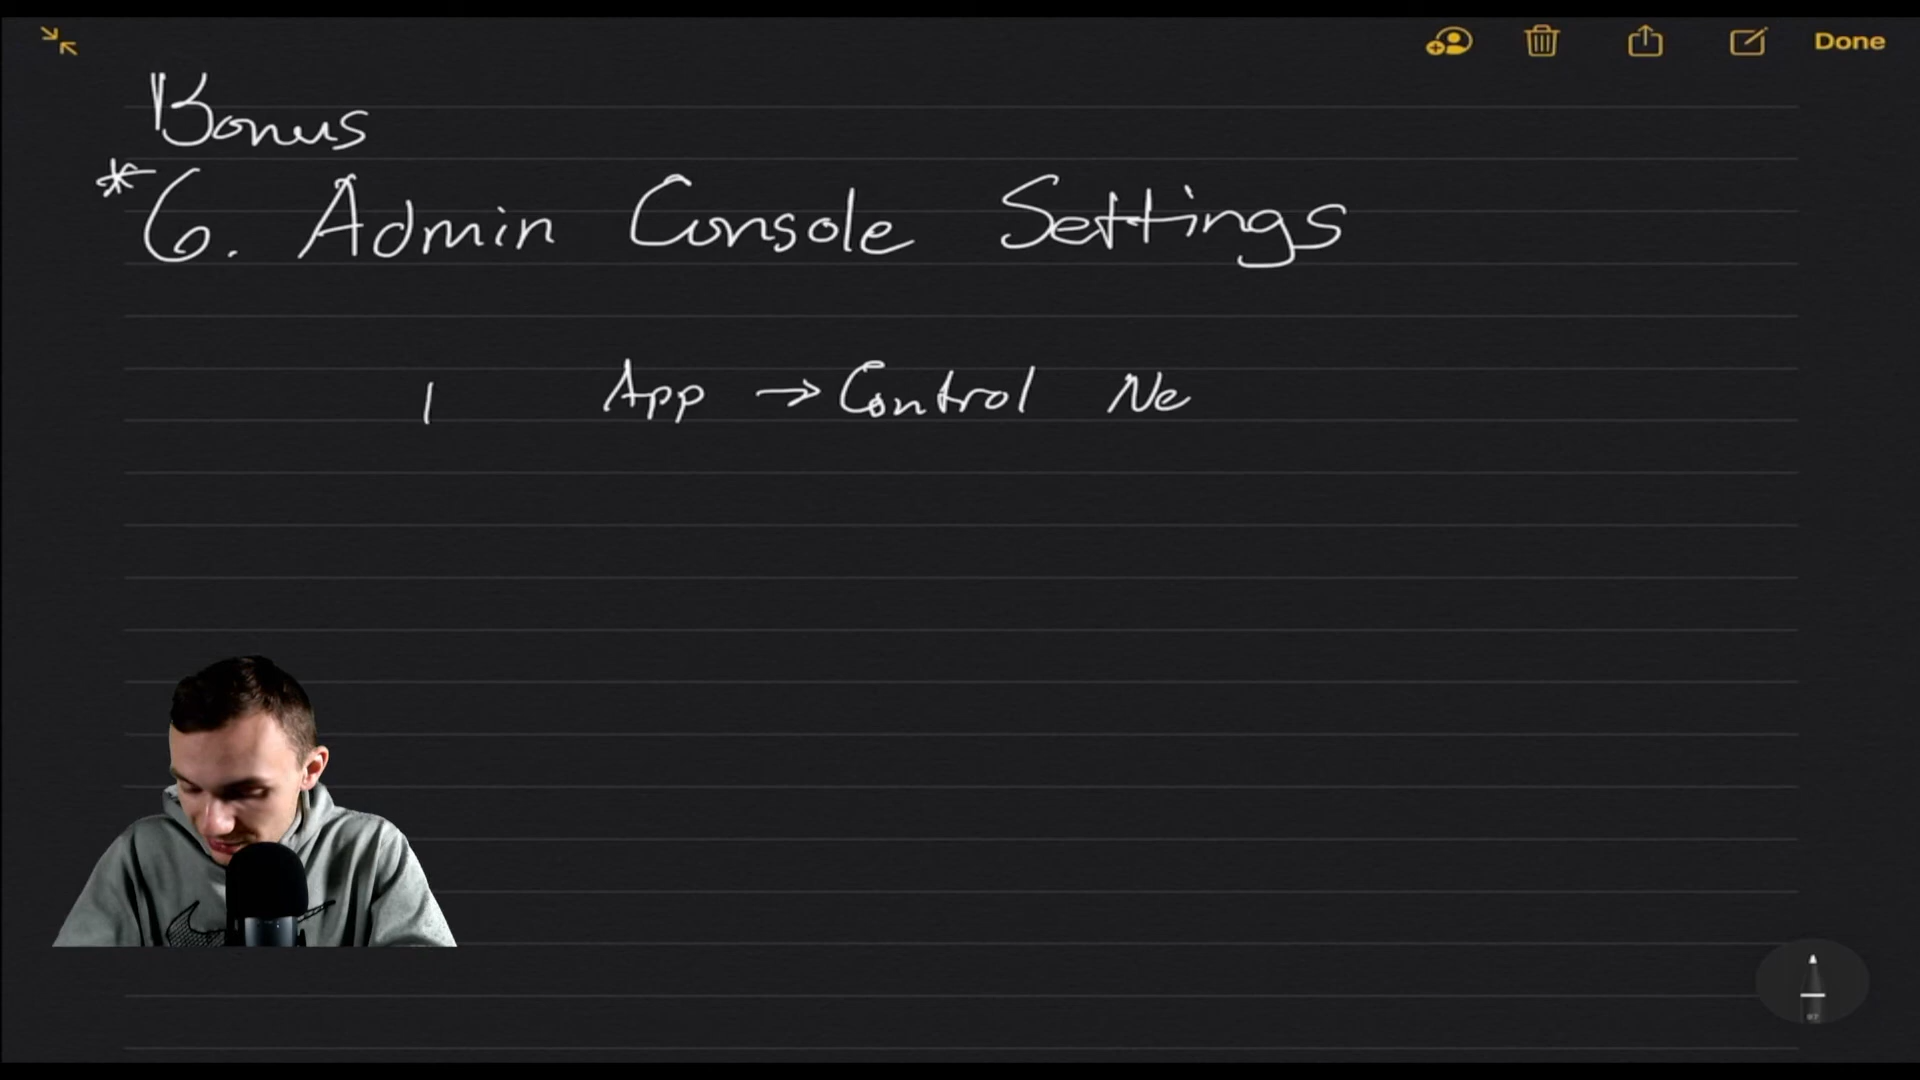 Done
Bonus
*6. Admin Console Settings
1 App → Control Ne